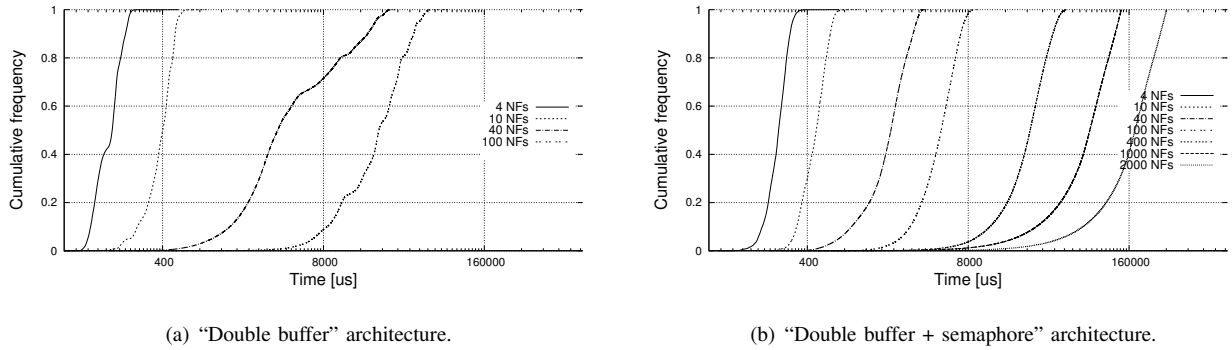 Cumulative frequency
1
0.8
0.6
0.4
0.2
0
400
8000
160000
Time [us]
4 NFs
10 NFs
40 NFs
100 NFs
(a) “Double buffer” architecture.
Cumulative frequency
1
0.8
0.6
0.4
0.2
0
400
8000
160000
Time [us]
4 NFs
10 NFs
40 NFs
100 NFs
400 NFs
1000 NFs
2000 NFs
(b) “Double buffer + semaphore” architecture.